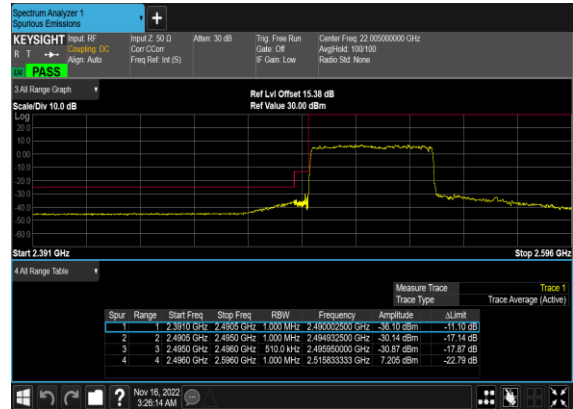 Spectrum Analyzer 1
Spurious Emissions
KEYSIGHT Input: RF Input Z: 50 Ω Atten: 30 dB Trig: Free Run Center Freq: 22.005000000 GHz
R T Coupling: DC Corr CCorr Gate: Off Avg|Hold: 100/100
Align: Auto Freq Ref: Int (S) IF Gain: Low Radio Std: None
PASS
3 All Range Graph
Ref Lvl Offset 15.38 dB
Scale/Div 10.0 dB Ref Value 30.00 dBm
Log
20.0
10.0
0.00
-10.0
-20.0
-30.0
-40.0
-50.0
-60.0
Start 2.391 GHz Stop 2.596 GHz
4 All Range Table
Measure Trace Trace 1
Trace Type Trace Average (Active)
Spur Range Start Freq Stop Freq RBW Frequency Amplitude ΔLimit
1 1 2.3910 GHz 2.4905 GHz 1.000 MHz 2.490002500 GHz -36.10 dBm -11.10 dB
2 2 2.4905 GHz 2.4950 GHz 1.000 MHz 2.494932500 GHz -30.14 dBm -17.14 dB
3 3 2.4950 GHz 2.4960 GHz 510.0 kHz 2.495950000 GHz -30.87 dBm -17.87 dB
4 4 2.4960 GHz 2.5960 GHz 1.000 MHz 2.515833333 GHz 7.205 dBm -22.79 dB
? Nov 16, 2022
3:26:14 AM